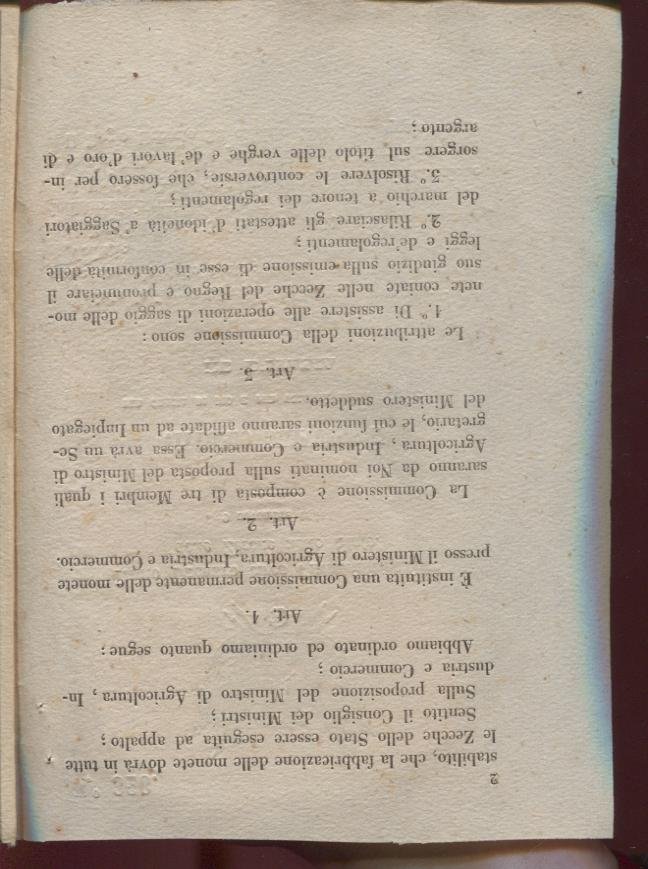 2
stabilito, che la fabbricazione delle monete dovrà in tutte
le Zecche dello Stato essere eseguita ad appalto;
Sentito il Consiglio dei Ministri;
Sulla proposizione del Ministro di Agricoltura, In-
dustria e Commercio;
Abbiamo ordinato ed ordiniamo quanto segue:
Art. 1.
È instituita una Commissione permanente delle monete
presso il Ministero di Agricoltura, Industria e Commercio.
Art. 2.
La Commissione è composta di tre Membri i quali
saranno da Noi nominati sulla proposta del Ministro di
Agricoltura, Industria e Commercio. Essa avrà un Se-
gretario, le cui funzioni saranno affidate ad un Impiegato
del Ministero suddetto.
Art. 3.
Le attribuzioni della Commissione sono:
1.° Di assistere alle operazioni di saggio delle mo-
nete coniate nelle Zecche del Regno e pronunciare il
suo giudizio sulla emissione di esse in conformità delle
leggi e de'regolamenti;
2.° Rilasciare gli attestati d'idoneità a' Saggiatori
del marchio a tenore dei regolamenti;
3.° Risolvere le controversie, che fossero per in-
sorgere sul titolo delle verghe e de' lavori d'oro e di
argento;